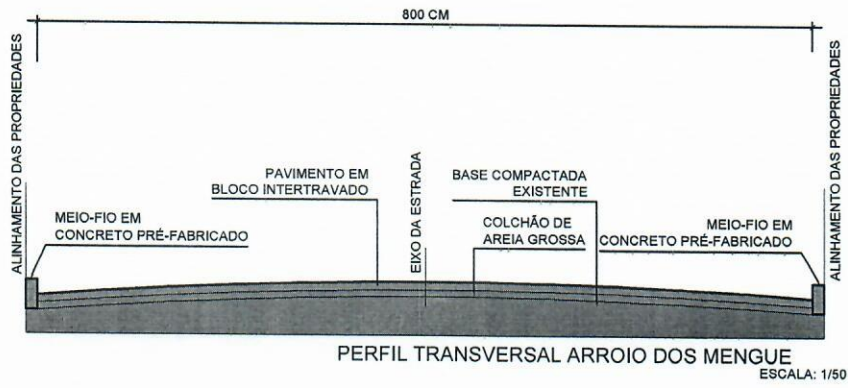 800 CM
ALINHAMENTO DAS PROPRIEDADES
MEIO-FIO EM
CONCRETO PRÉ-FABRICADO
PAVIMENTO EM
BLOCO INTERTRAVADO
EIXO DA ESTRADA
BASE COMPACTADA
EXISTENTE
COLCHÃO DE
AREIA GROSSA
MEIO-FIO EM
CONCRETO PRÉ-FABRICADO
ALINHAMENTO DAS PROPRIEDADES
PERFIL TRANSVERSAL ARROIO DOS MENGUE
ESCALA: 1/50